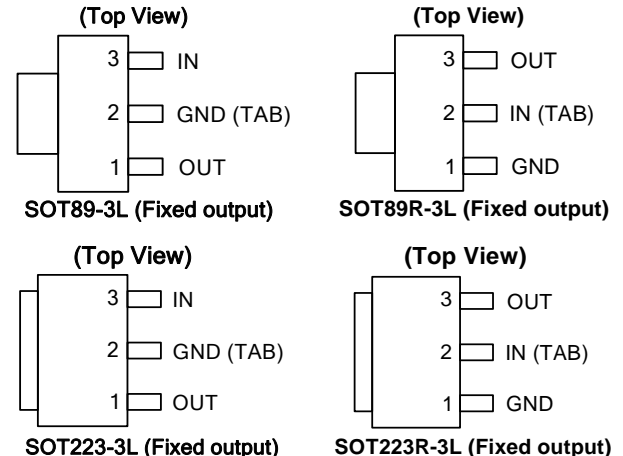 (Top View)
3 IN
2 GND (TAB)
1 OUT
SOT89-3L (Fixed output)
(Top View)
3 OUT
2 IN (TAB)
1 GND
SOT89R-3L (Fixed output)
(Top View)
3 IN
2 GND (TAB)
1 OUT
SOT223-3L (Fixed output)
(Top View)
3 OUT
2 IN (TAB)
1 GND
SOT223R-3L (Fixed output)